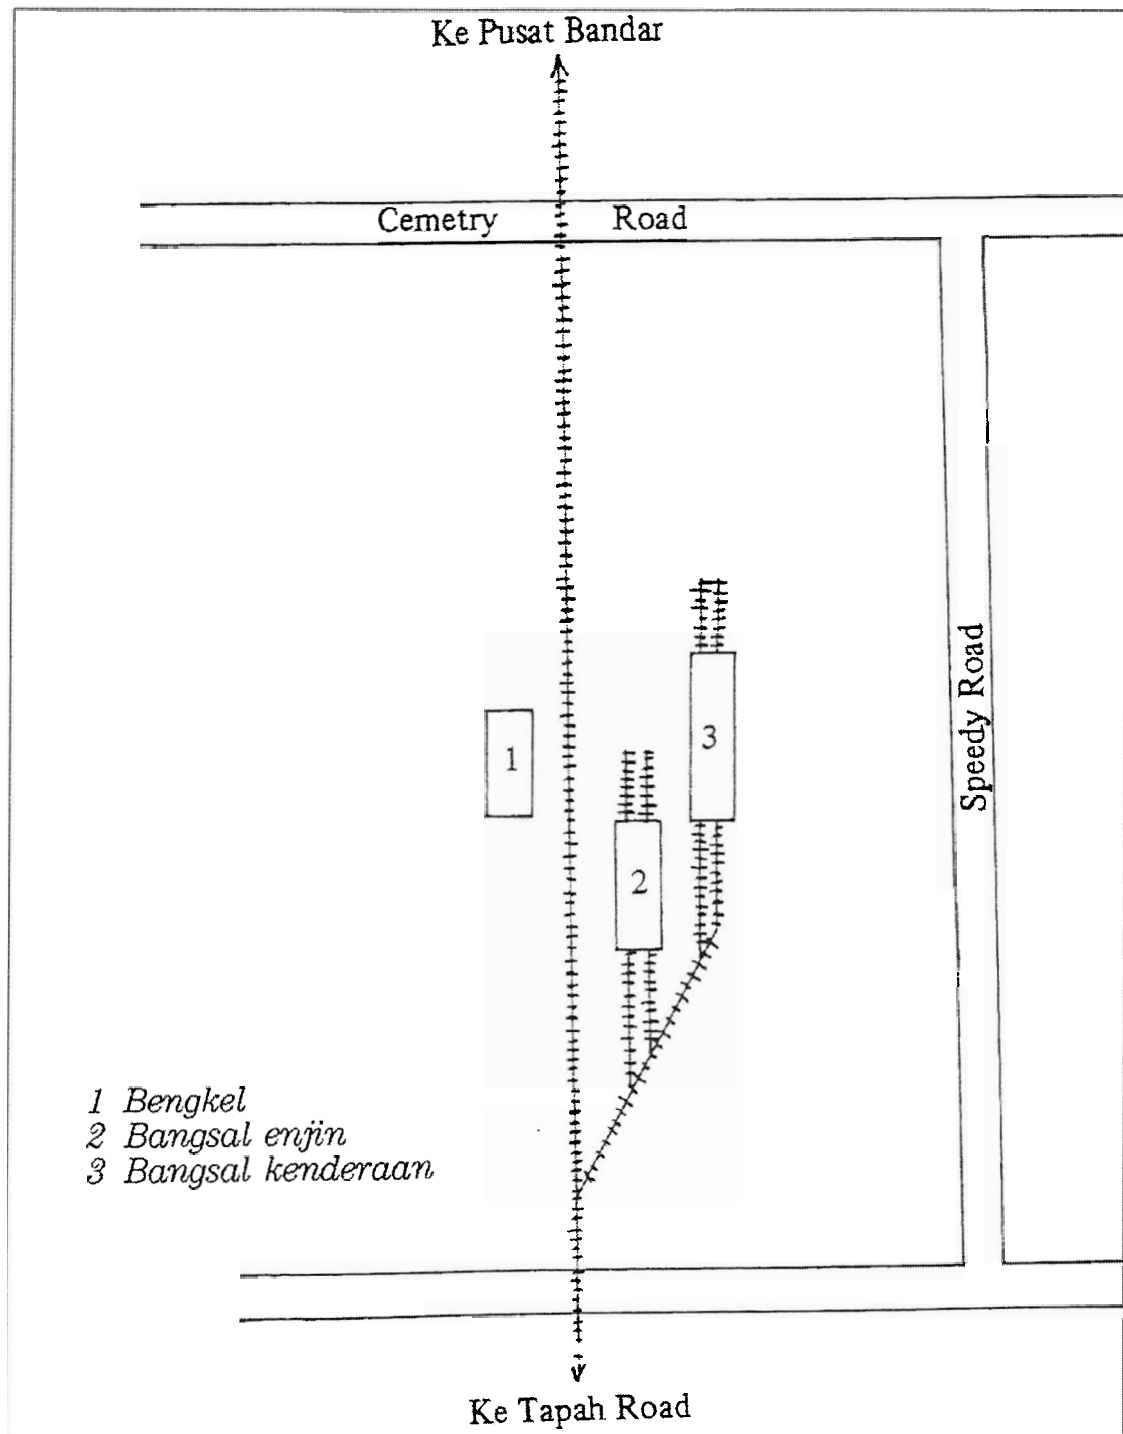 Ke Pusat Bandar
Cemetry Road
Speedy Road
3
1
2
1 Bengkel
2 Bangsal enjin
3 Bangsal kenderaan
Ke Tapah Road